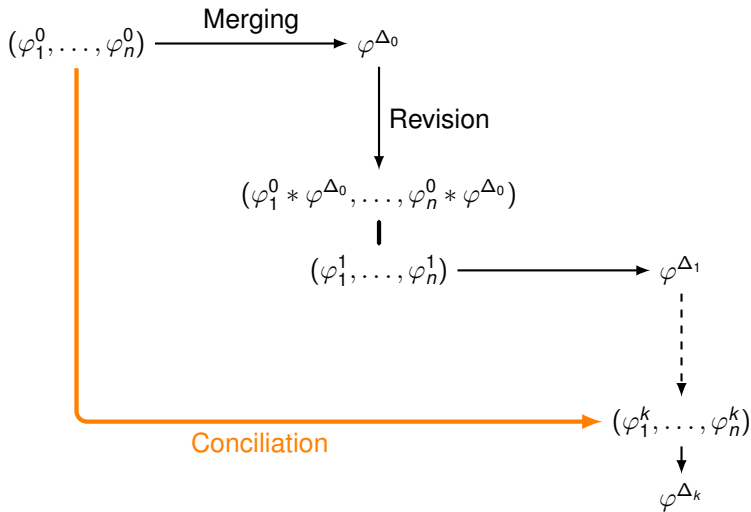 Merging
(φ₁⁰, . . . , φₙ⁰) φ^Δ₀
Revision
(φ₁⁰ ∗ φ^Δ₀, . . . , φₙ⁰ ∗ φ^Δ₀)
(φ₁¹, . . . , φₙ¹) φ^Δ₁
(φ₁ᵏ, . . . , φₙᵏ)
Conciliation
φ^Δₖ